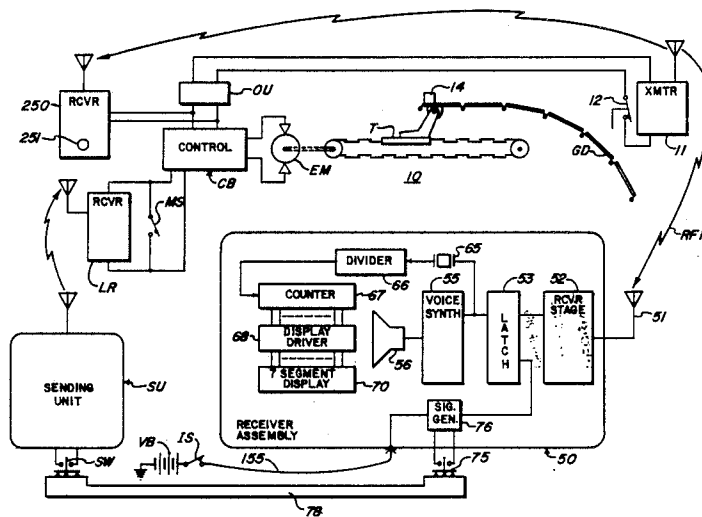 RCVR
250
251
OU
CONTROL
CB
EM
T
14
10
GD
12
XMTR
11
RF1
RCVR
LR
MS
DIVIDER
66
65
COUNTER
67
68
DISPLAY
DRIVER
7 SEGMENT DISPLAY
70
55
VOICE
SYNTH
56
53
LATCH
52
RCVR
STAGE
51
SENDING
UNIT
SU
SW
VB
IS
155
RECEIVER
ASSEMBLY
SIG.
GEN.
76
75
50
78